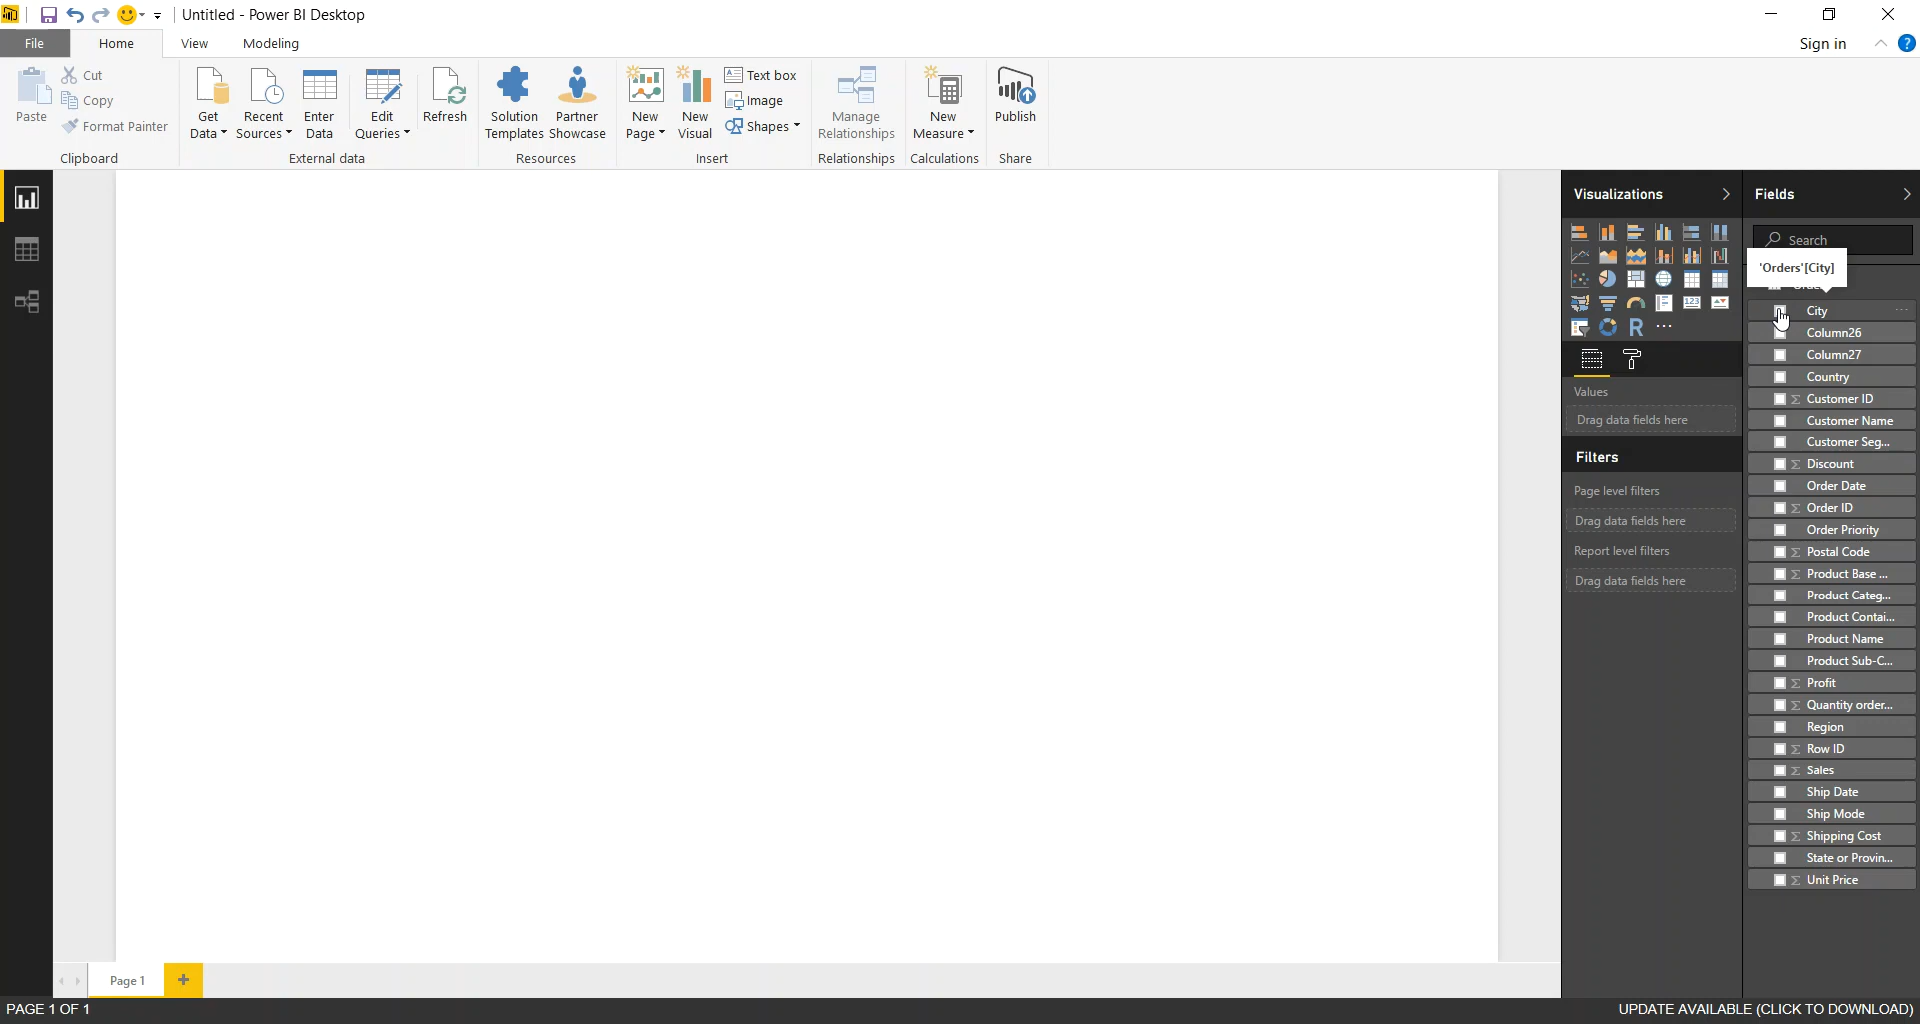 Untitled - Power BI Desktop
File Home View Modeling Sign in ?
Paste
Cut
Copy
Format Painter
Clipboard
Get Data
Recent Sources
Enter Data
Edit Queries
Refresh
External data
Solution Templates
Partner Showcase
Resources
New Page
New Visual
Text box
Image
Shapes
Insert
Manage Relationships
Relationships
New Measure
Calculations
Publish
Share
Visualizations
R
123
Values
Drag data fields here
Filters
Page level filters
Drag data fields here
Report level filters
Drag data fields here
Fields
Search
'Orders'[City]
City
Column26
Column27
Country
Σ Customer ID
Customer Name
Customer Seg...
Σ Discount
Order Date
Σ Order ID
Order Priority
Σ Postal Code
Σ Product Base ...
Product Categ...
Product Contai...
Product Name
Product Sub-C...
Σ Profit
Σ Quantity order...
Region
Σ Row ID
Σ Sales
Ship Date
Ship Mode
Σ Shipping Cost
State or Provin...
Σ Unit Price
Page 1 +
PAGE 1 OF 1
UPDATE AVAILABLE (CLICK TO DOWNLOAD)